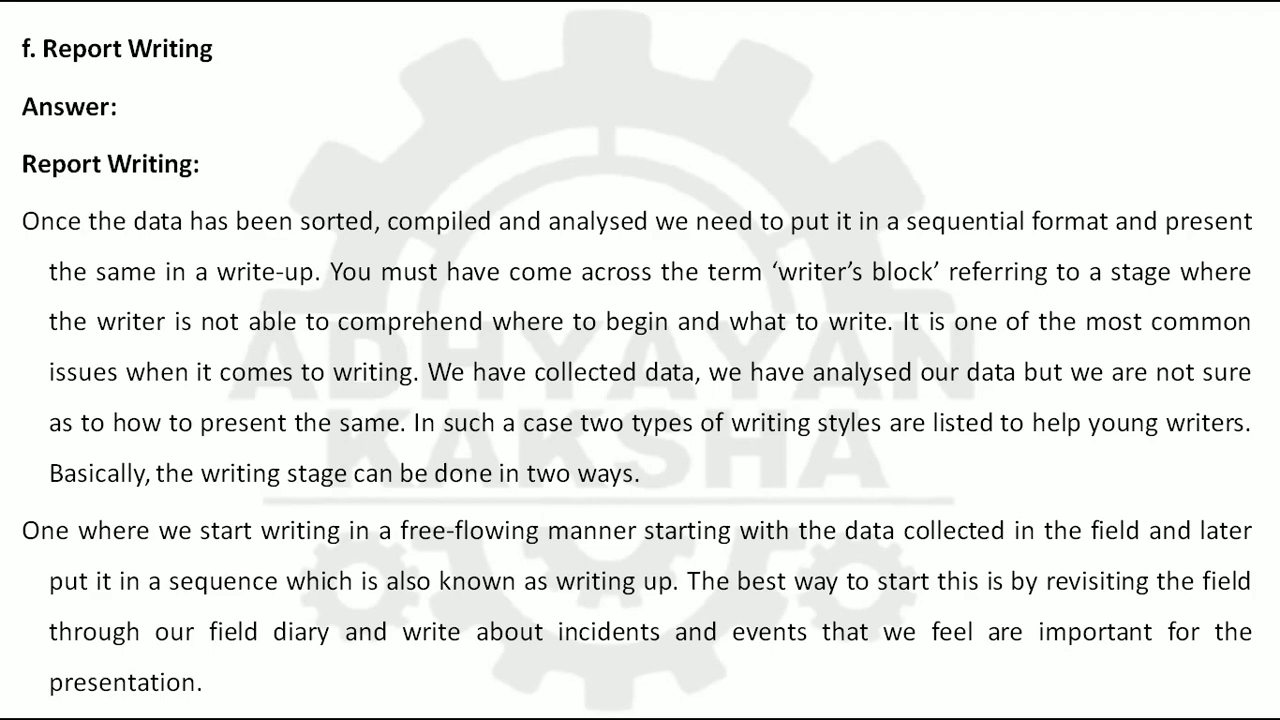 f. Report Writing
Answer:
Report Writing:
Once the data has been sorted, compiled and analysed we need to put it in a sequential format and present
the same in a write-up. You must have come across the term ‘writer’s block’ referring to a stage where
the writer is not able to comprehend where to begin and what to write. It is one of the most common
issues when it comes to writing. We have collected data, we have analysed our data but we are not sure
as to how to present the same. In such a case two types of writing styles are listed to help young writers.
Basically, the writing stage can be done in two ways.
One where we start writing in a free-flowing manner starting with the data collected in the field and later
put it in a sequence which is also known as writing up. The best way to start this is by revisiting the field
through our field diary and write about incidents and events that we feel are important for the
presentation.
ADHYAYAN
KAKSHA